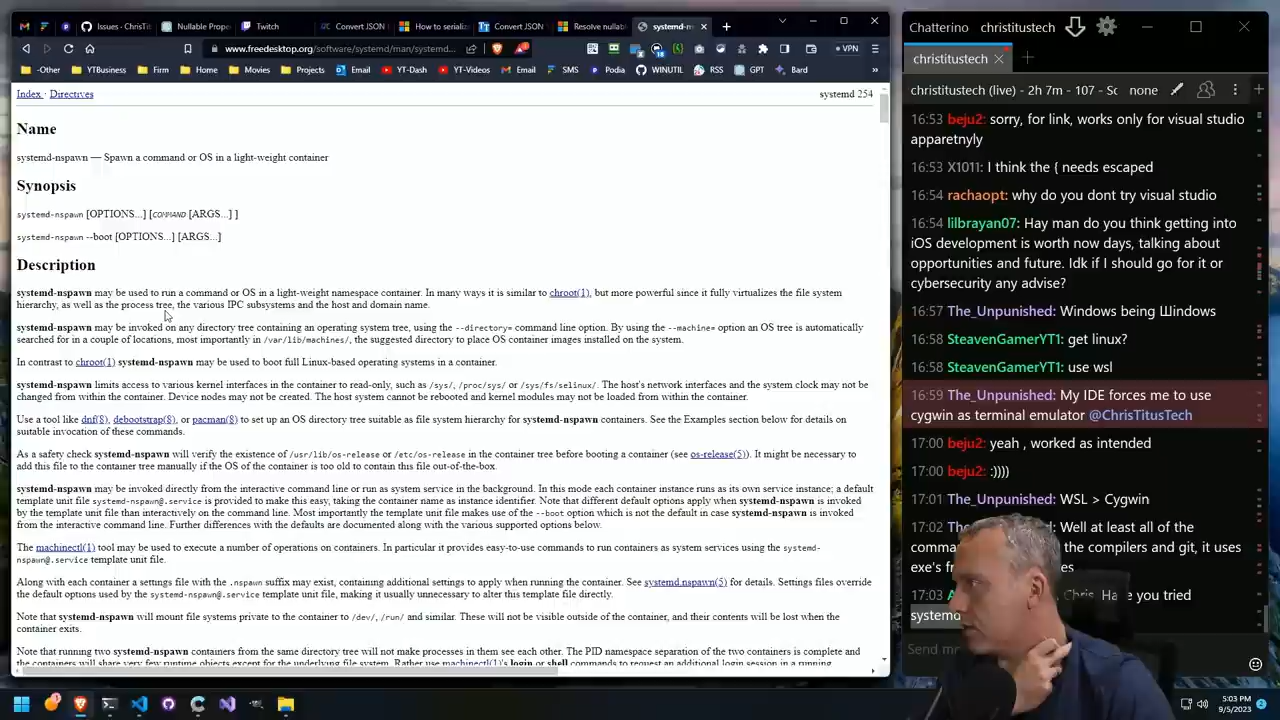 Issues · ChrisTi
Nullable Prope
Twitch
Convert JSON
How to serializ
Convert JSON
Resolve nullabl
systemd-n
www.freedesktop.org/software/systemd/man/systemd...
VPN
-Other
YTBusiness
Firm
Home
Movies
Projects
Email
YT-Dash
YT-Videos
Email
SMS
Podia
WINUTIL
RSS
GPT
Bard
Index · Directives
systemd 254
Name
systemd-nspawn — Spawn a command or OS in a light-weight container
Synopsis
systemd-nspawn [OPTIONS...] [COMMAND [ARGS...] ]
systemd-nspawn --boot [OPTIONS...] [ARGS...]
Description
systemd-nspawn may be used to run a command or OS in a light-weight namespace container. In many ways it is similar to chroot(1), but more powerful since it fully virtualizes the file system
hierarchy, as well as the process tree, the various IPC subsystems and the host and domain name.
systemd-nspawn may be invoked on any directory tree containing an operating system tree, using the --directory= command line option. By using the --machine= option an OS tree is automatically
searched for in a couple of locations, most importantly in /var/lib/machines/, the suggested directory to place OS container images installed on the system.
In contrast to chroot(1) systemd-nspawn may be used to boot full Linux-based operating systems in a container.
systemd-nspawn limits access to various kernel interfaces in the container to read-only, such as /sys/, /proc/sys/ or /sys/fs/selinux/. The host's network interfaces and the system clock may not be
changed from within the container. Device nodes may not be created. The host system cannot be rebooted and kernel modules may not be loaded from within the container.
Use a tool like dnf(8), debootstrap(8), or pacman(8) to set up an OS directory tree suitable as file system hierarchy for systemd-nspawn containers. See the Examples section below for details on
suitable invocation of these commands.
As a safety check systemd-nspawn will verify the existence of /usr/lib/os-release or /etc/os-release in the container tree before booting a container (see os-release(5)). It might be necessary to
add this file to the container tree manually if the OS of the container is too old to contain this file out-of-the-box.
systemd-nspawn may be invoked directly from the interactive command line or run as system service in the background. In this mode each container instance runs as its own service instance; a default
template unit file systemd-nspawn@.service is provided to make this easy, taking the container name as instance identifier. Note that different default options apply when systemd-nspawn is invoked
by the template unit file than interactively on the command line. Most importantly the template unit file makes use of the --boot option which is not the default in case systemd-nspawn is invoked
from the interactive command line. Further differences with the defaults are documented along with the various supported options below.
The machinectl(1) tool may be used to execute a number of operations on containers. In particular it provides easy-to-use commands to run containers as system services using the systemd-
nspawn@.service template unit file.
Along with each container a settings file with the .nspawn suffix may exist, containing additional settings to apply when running the container. See systemd.nspawn(5) for details. Settings files override
the default options used by the systemd-nspawn@.service template unit file, making it usually unnecessary to alter this template file directly.
Note that systemd-nspawn will mount file systems private to the container to /dev/, /run/ and similar. These will not be visible outside of the container, and their contents will be lost when the
container exits.
Note that running two systemd-nspawn containers from the same directory tree will not make processes in them see each other. The PID namespace separation of the two containers is complete and
the containers will share very few runtime objects except for the underlying file system. Rather use machinectl(1)'s login or shell commands to request an additional login session in a running
Chatterino
christitustech
christitustech
christitustech (live) - 2h 7m - 107 - Sc
none
16:53 beju2: sorry, for link, works only for visual studio
apparetnyly
16:53 X1011: I think the { needs escaped
16:54 rachaopt: why do you dont try visual studio
16:54 lilbrayan07: Hay man do you think getting into
iOS development is worth now days, talking about
opportunities and future. Idk if I should go for it or
cybersecurity any advise?
16:57 The_Unpunished: Windows being Шindows
16:58 SteavenGamerYT1: get linux?
16:58 SteavenGamerYT1: use wsl
16:59 The_Unpunished: My IDE forces me to use
cygwin as terminal emulator @ChrisTitusTech
17:00 beju2: yeah , worked as intended
17:00 beju2: :))))
17:01 The_Unpunished: WSL > Cygwin
17:02 The Well at least all of the
comma the compilers and git, it uses
exe's
17:03 Chris. Have you tried
systemd
Send
5:03 PM
9/5/2023
2